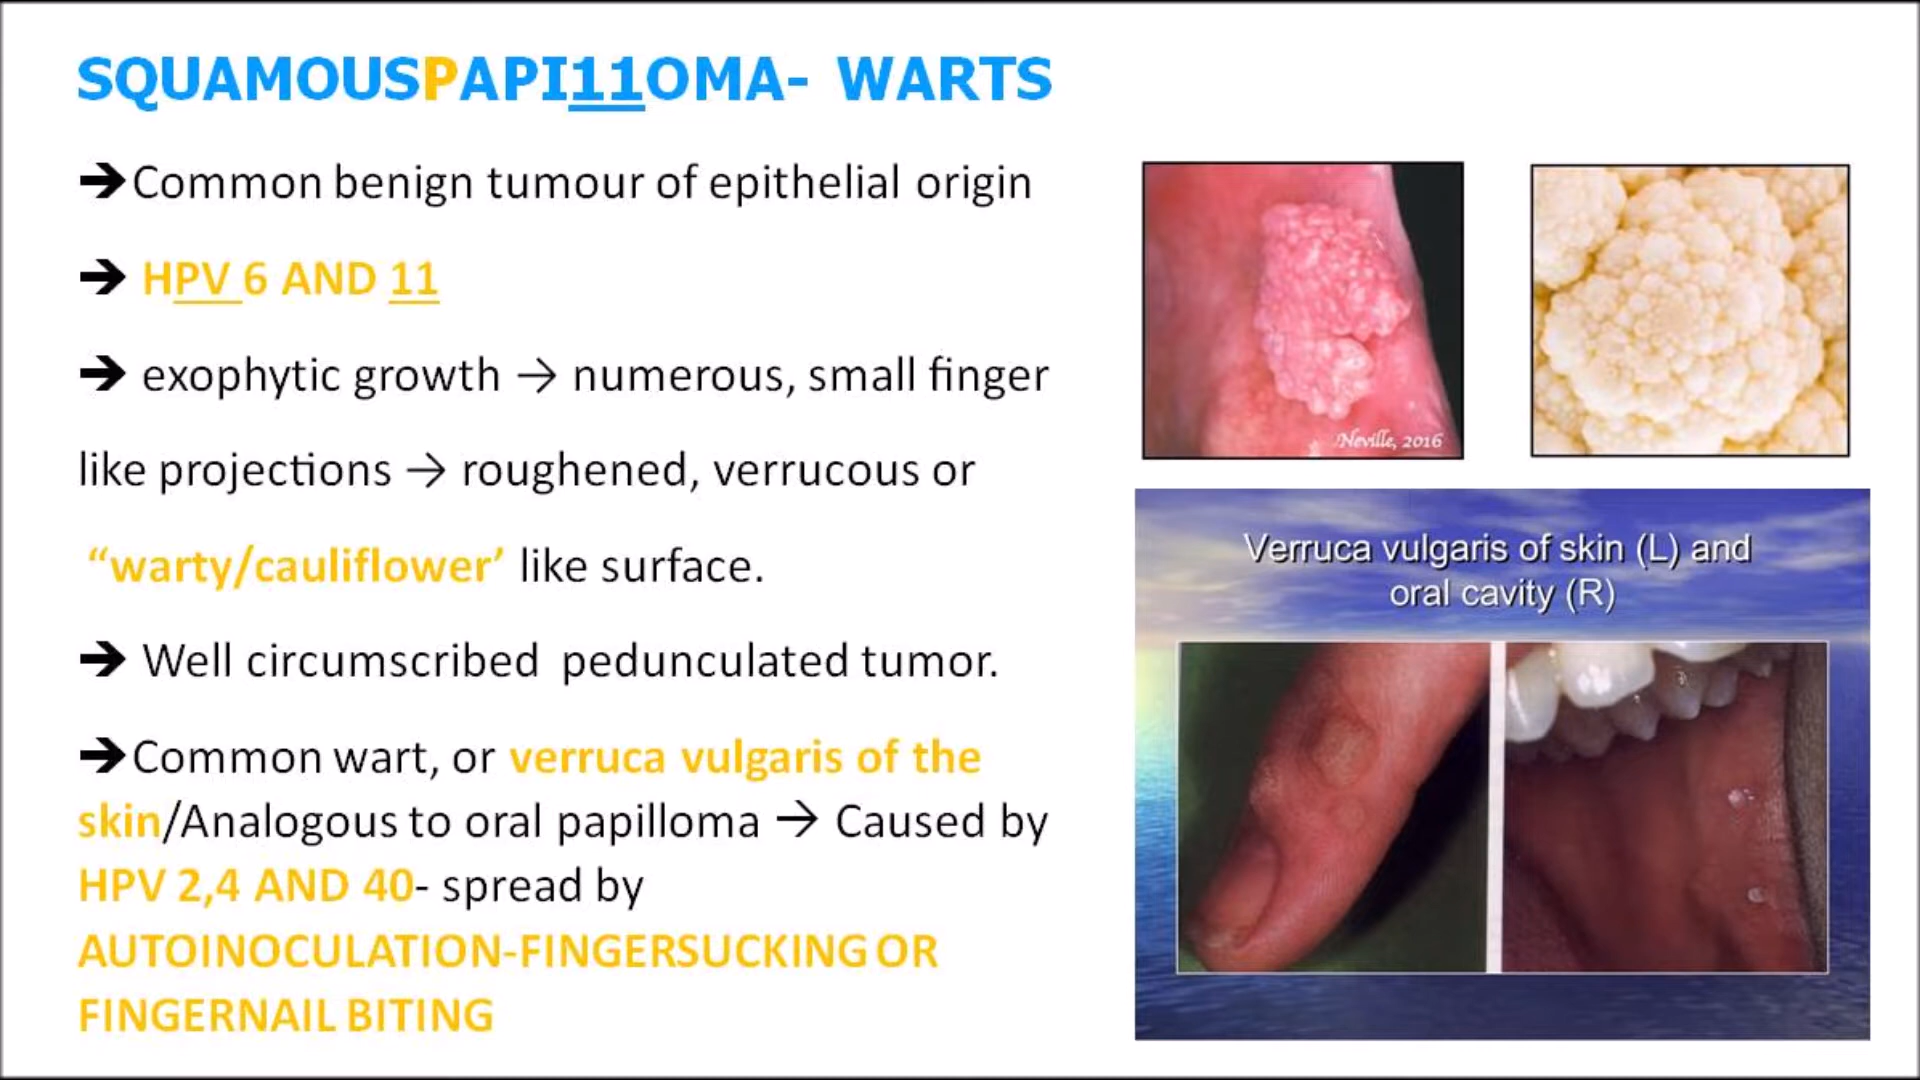 SQUAMOUSPAPI11OMA- WARTS
➔Common benign tumour of epithelial origin
➔ HPV 6 AND 11
➔ exophytic growth → numerous, small finger
like projections → roughened, verrucous or
“warty/cauliflower’ like surface.
➔ Well circumscribed pedunculated tumor.
➔Common wart, or verruca vulgaris of the
skin/Analogous to oral papilloma → Caused by
HPV 2,4 AND 40- spread by
AUTOINOCULATION-FINGERSUCKING OR
FINGERNAIL BITING
Neville, 2016
Verruca vulgaris of skin (L) and
oral cavity (R)